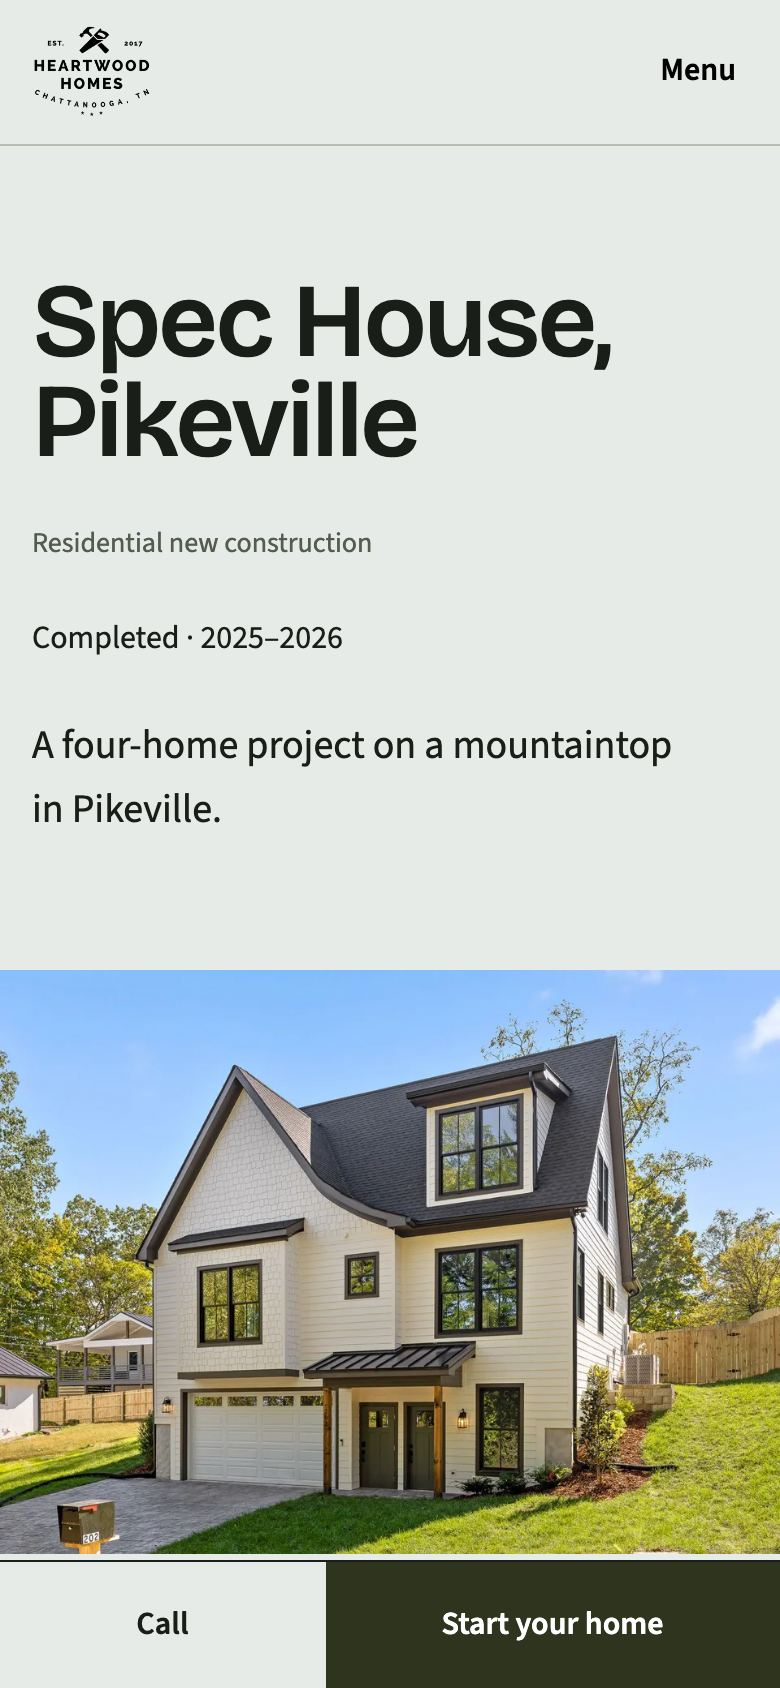 EST. 2017
HEARTWOOD
HOMES
CHATTANOOGA, TN
Menu
Spec House,
Pikeville
Residential new construction
Completed · 2025–2026
A four-home project on a mountaintop
in Pikeville.
202
Call
Start your home